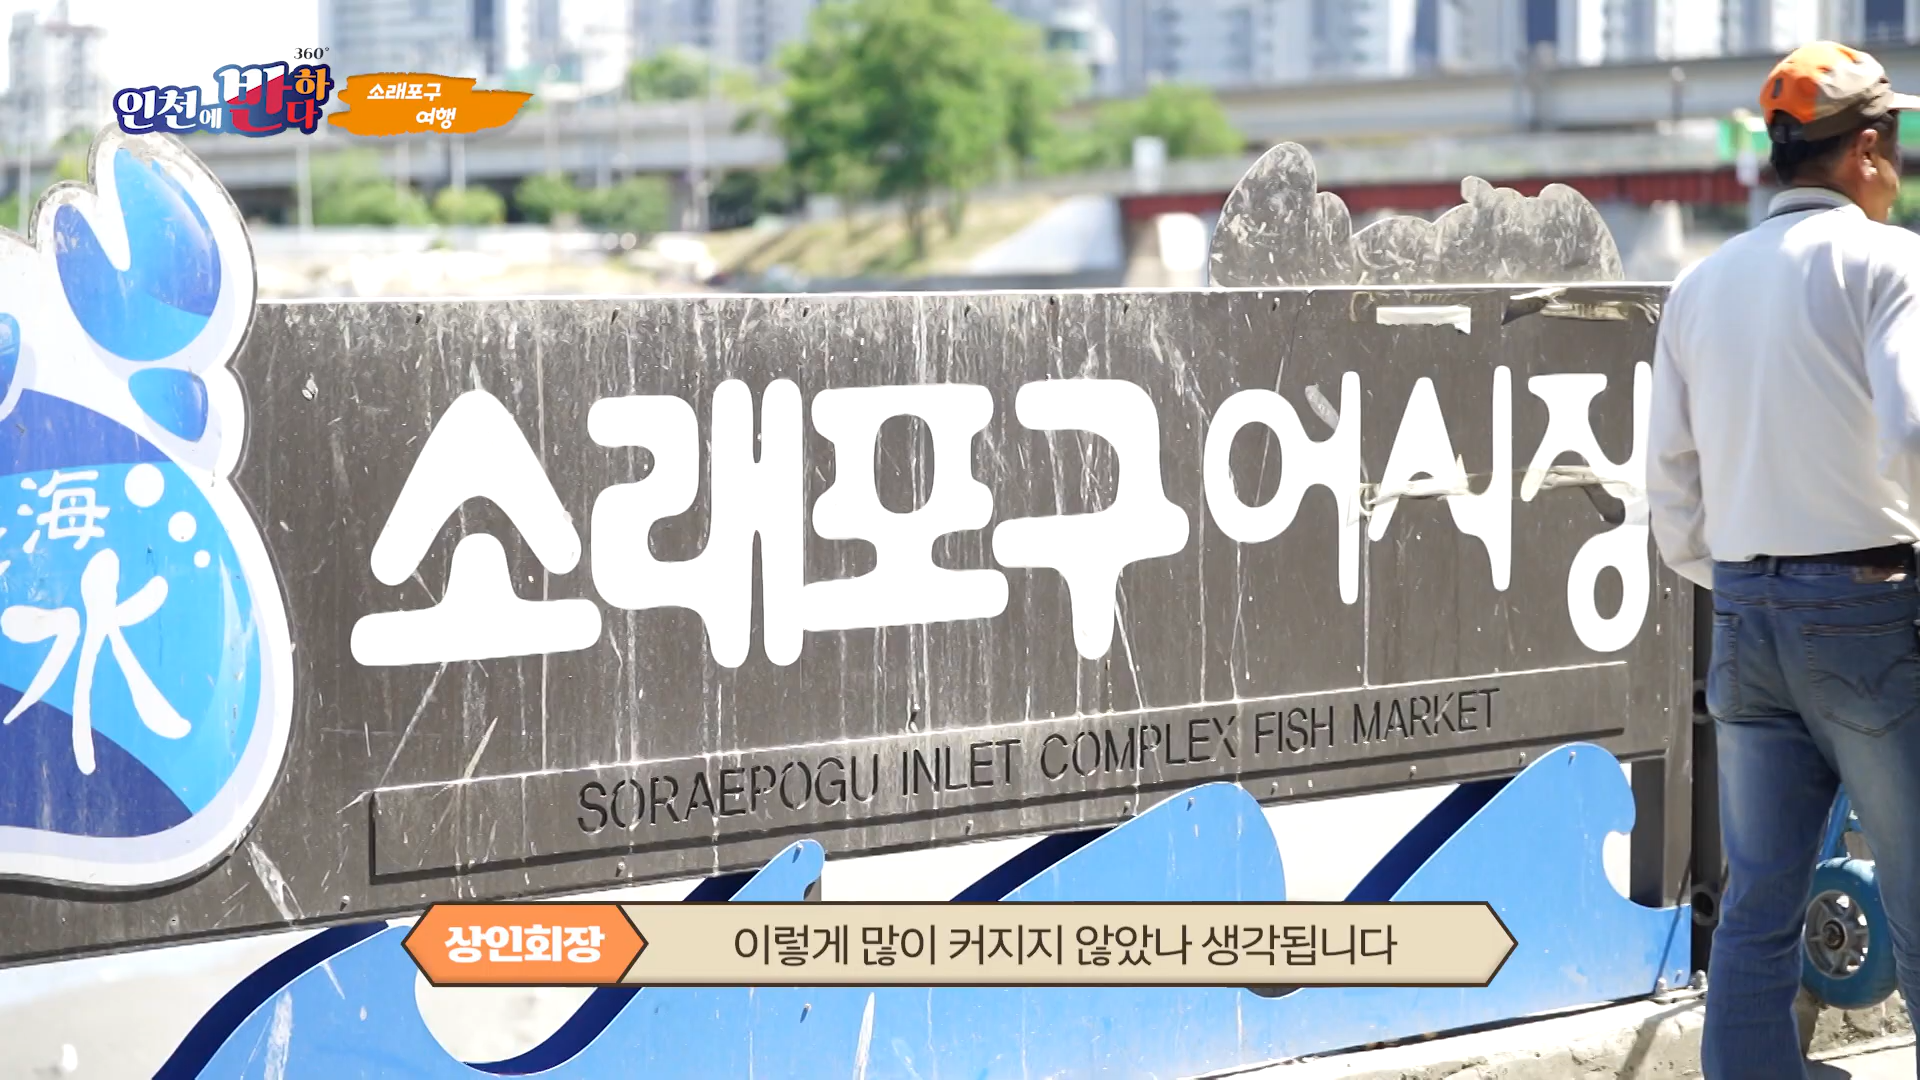 360°
인천에 반하다
소래포구
여행
海
水
소래포구 어시장
SORAEPOGU INLET COMPLEX FISH MARKET
상인회장 이렇게 많이 커지지 않았나 생각됩니다